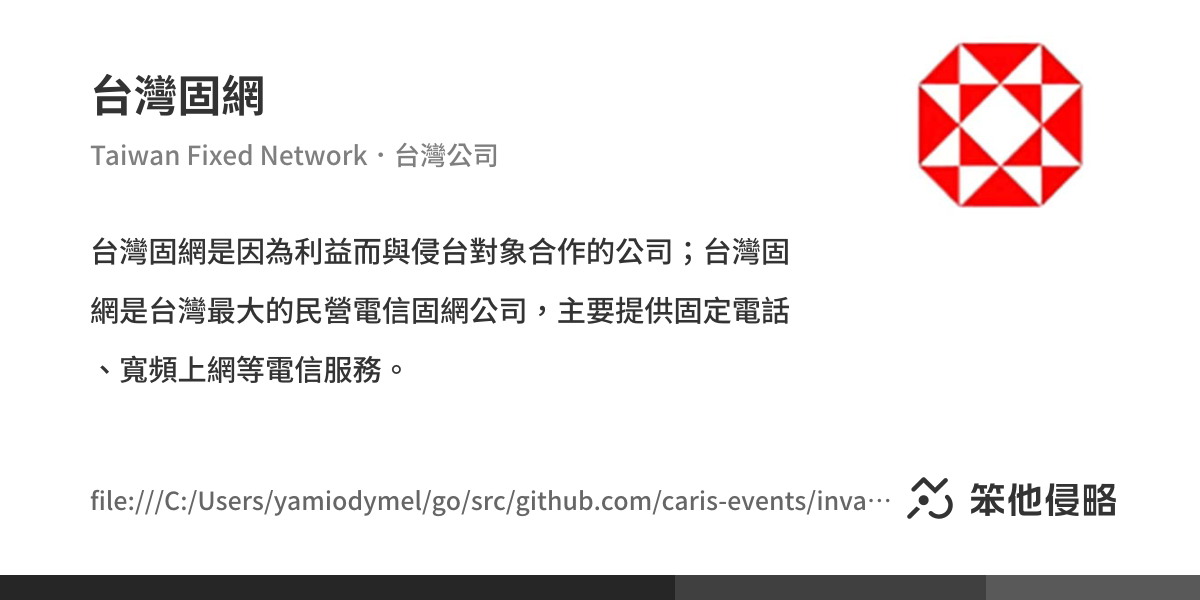 台灣固網
Taiwan Fixed Network・台灣公司
台灣固網是因為利益而與侵台對象合作的公司；台灣固
網是台灣最大的民營電信固網公司，主要提供固定電話
、寬頻上網等電信服務。
file:///C:/Users/yamiodymel/go/src/github.com/caris-events/inva…
笨他侵略